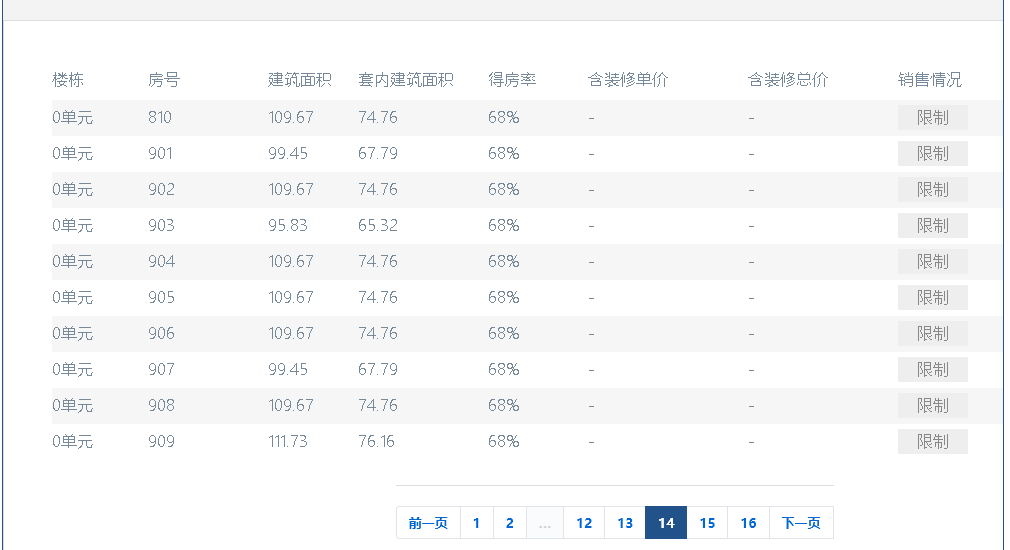 楼栋 房号 建筑面积 套内建筑面积 得房率 含装修单价 含装修总价 销售情况
0单元 810 109.67 74.76 68% - - 限制
0单元 901 99.45 67.79 68% - - 限制
0单元 902 109.67 74.76 68% - - 限制
0单元 903 95.83 65.32 68% - - 限制
0单元 904 109.67 74.76 68% - - 限制
0单元 905 109.67 74.76 68% - - 限制
0单元 906 109.67 74.76 68% - - 限制
0单元 907 99.45 67.79 68% - - 限制
0单元 908 109.67 74.76 68% - - 限制
0单元 909 111.73 76.16 68% - - 限制
前一页 1 2 ... 12 13 14 15 16 下一页